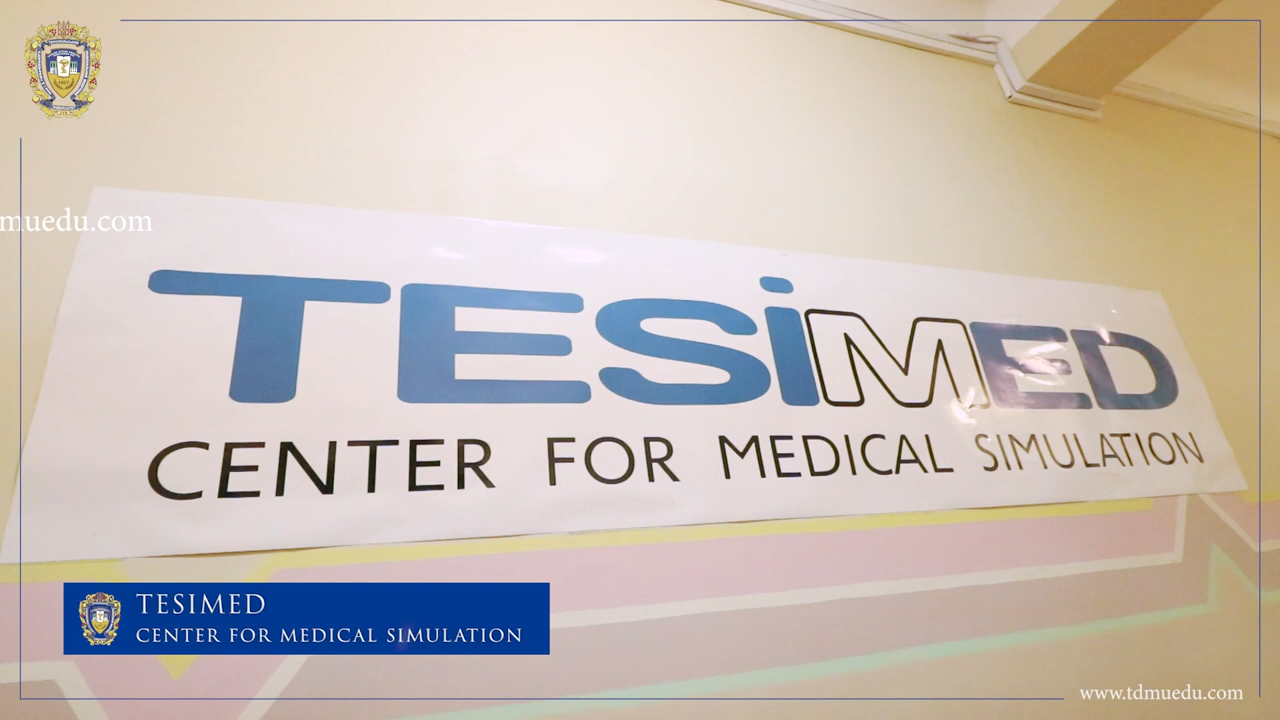 muedu.com
TESiMED
CENTER FOR MEDICAL SIMULATION
TESIMED
CENTER FOR MEDICAL SIMULATION
www.tdmuedu.com